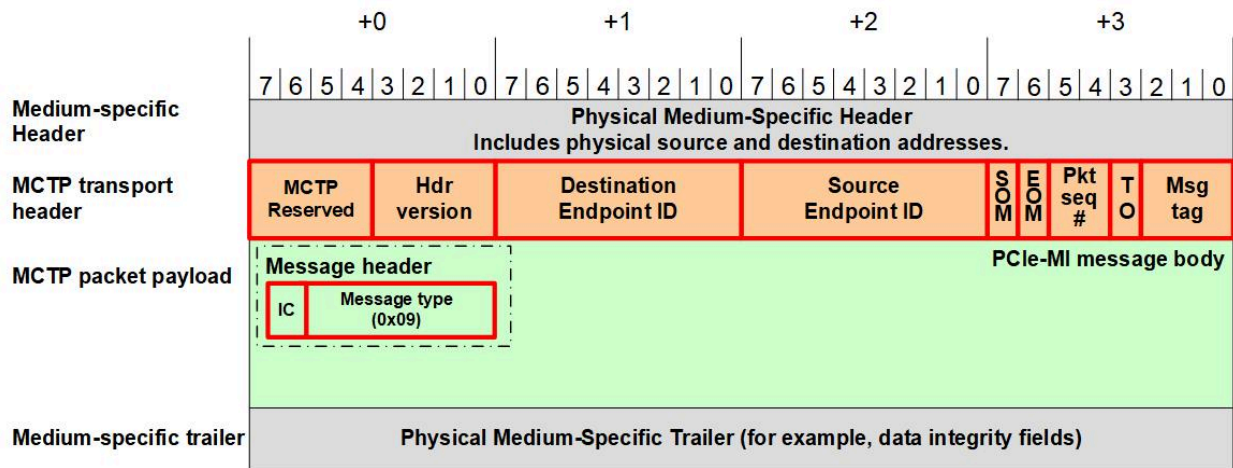 +0 +1 +2 +3
7 6 5 4 3 2 1 0 7 6 5 4 3 2 1 0 7 6 5 4 3 2 1 0 7 6 5 4 3 2 1 0
Medium-specific
Header
Physical Medium-Specific Header
Includes physical source and destination addresses.
MCTP transport
header
MCTP
Reserved
Hdr
version
Destination
Endpoint ID
Source
Endpoint ID
SOM
EOM
Pkt
seq
#
TO
Msg
tag
MCTP packet payload
Message header
IC
Message type
(0x09)
PCIe-MI message body
Medium-specific trailer
Physical Medium-Specific Trailer (for example, data integrity fields)